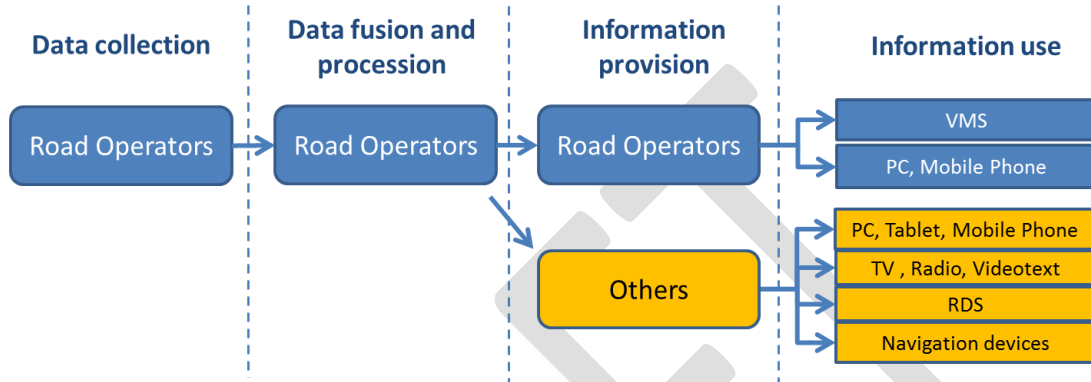 Data collection
Data fusion and
procession
Information
provision
Information use
Road Operators
Road Operators
Road Operators
VMS
PC, Mobile Phone
Others
PC, Tablet, Mobile Phone
TV , Radio, Videotext
RDS
Navigation devices